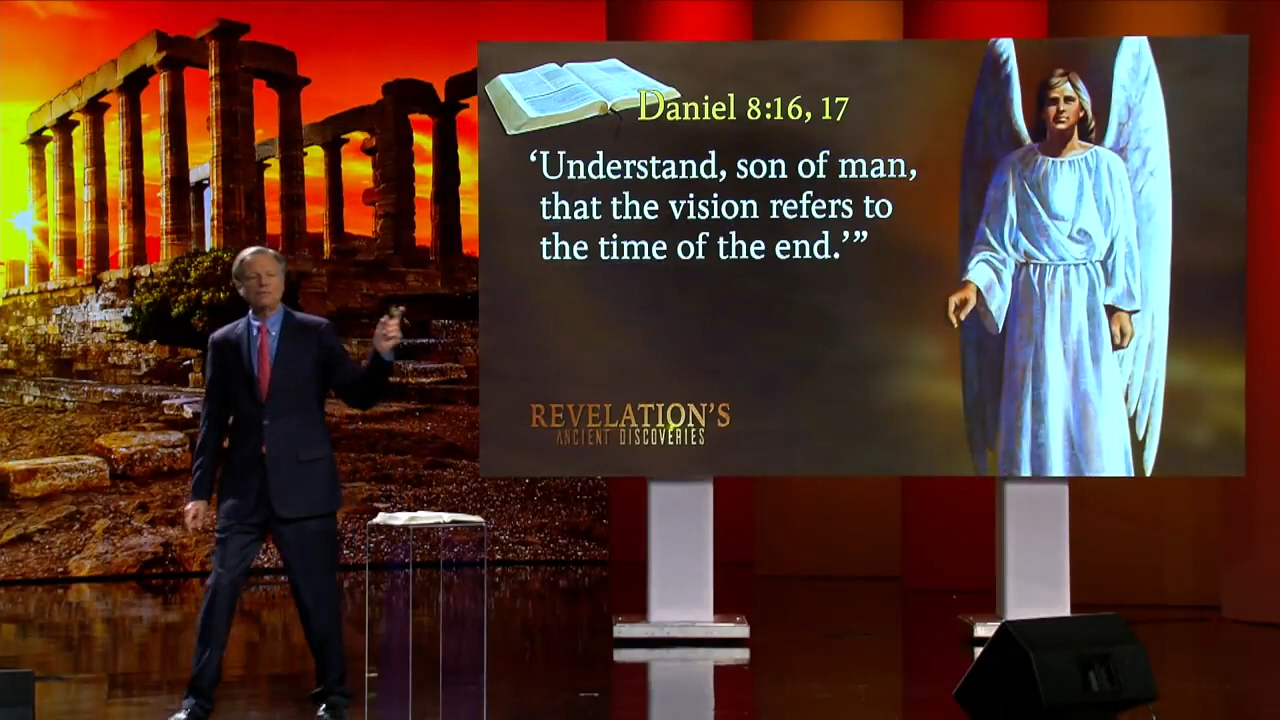 Daniel 8:16, 17
‘Understand, son of man,
that the vision refers to
the time of the end.’”
REVELATION’S
ANCIENT DISCOVERIES